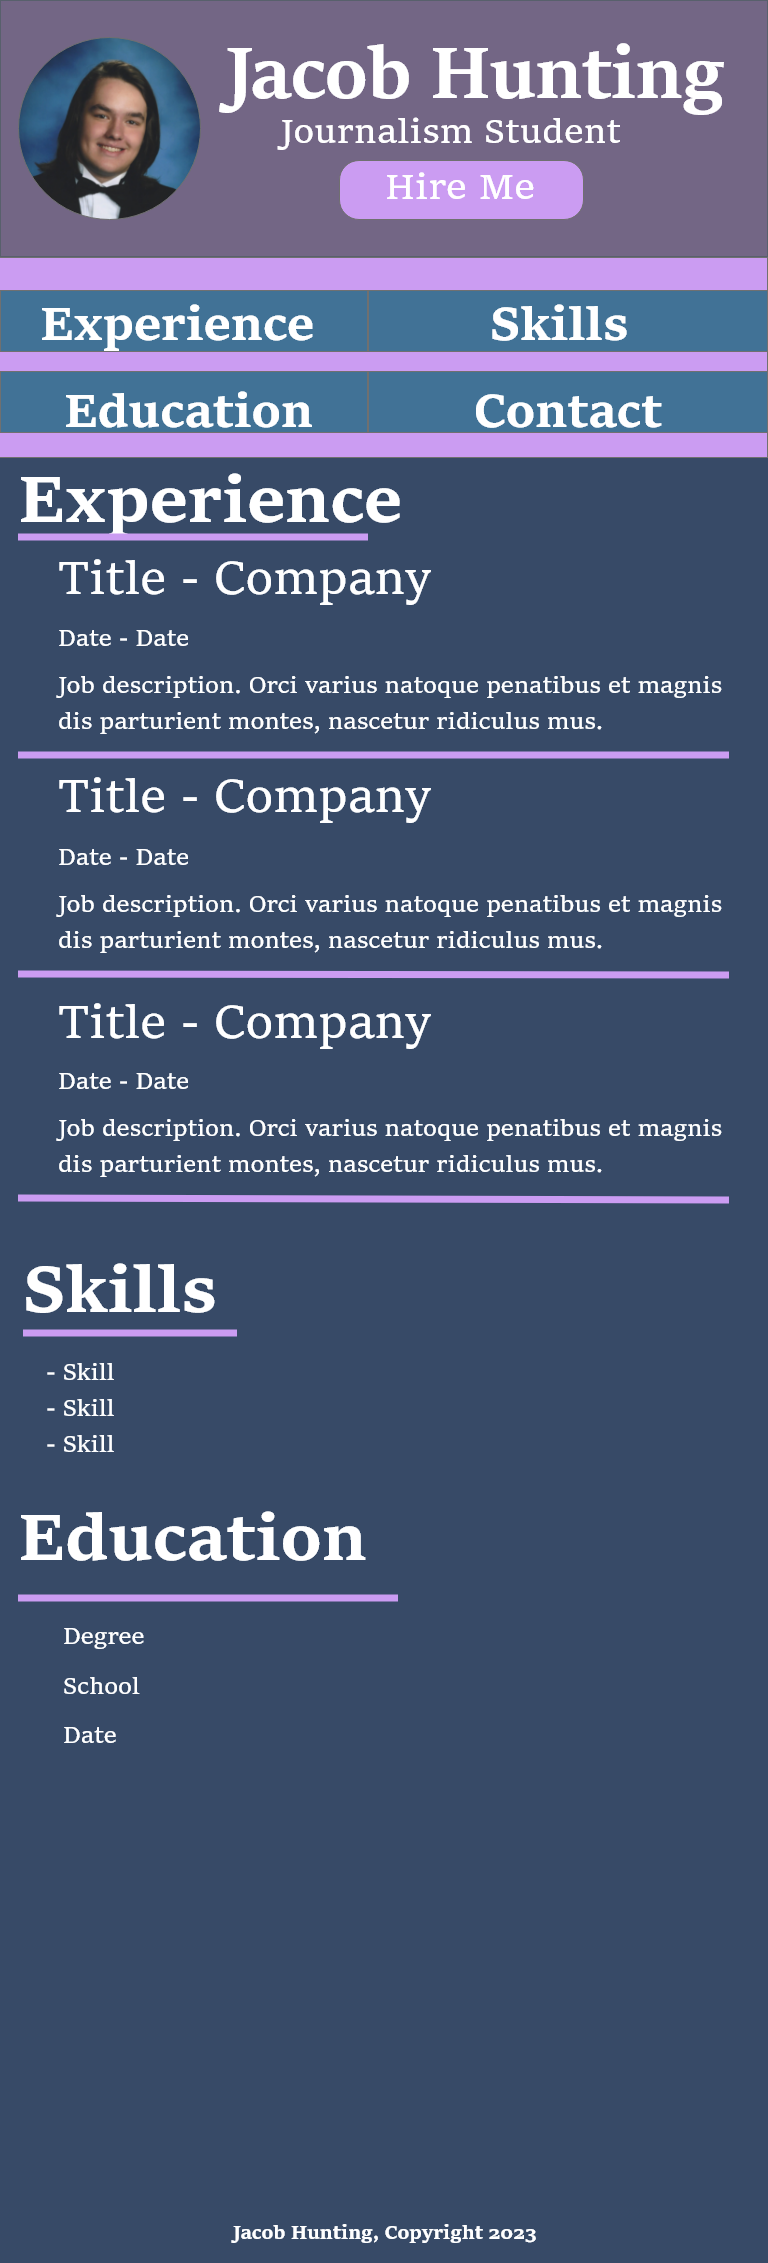 Jacob Hunting
Journalism Student
Hire Me
Experience
Skills
Education
Contact
Experience
Title - Company
Date - Date
Job description. Orci varius natoque penatibus et magnis
dis parturient montes, nascetur ridiculus mus.
Title - Company
Date - Date
Job description. Orci varius natoque penatibus et magnis
dis parturient montes, nascetur ridiculus mus.
Title - Company
Date - Date
Job description. Orci varius natoque penatibus et magnis
dis parturient montes, nascetur ridiculus mus.
Skills
- Skill
- Skill
- Skill
Education
Degree
School
Date
Jacob Hunting, Copyright 2023